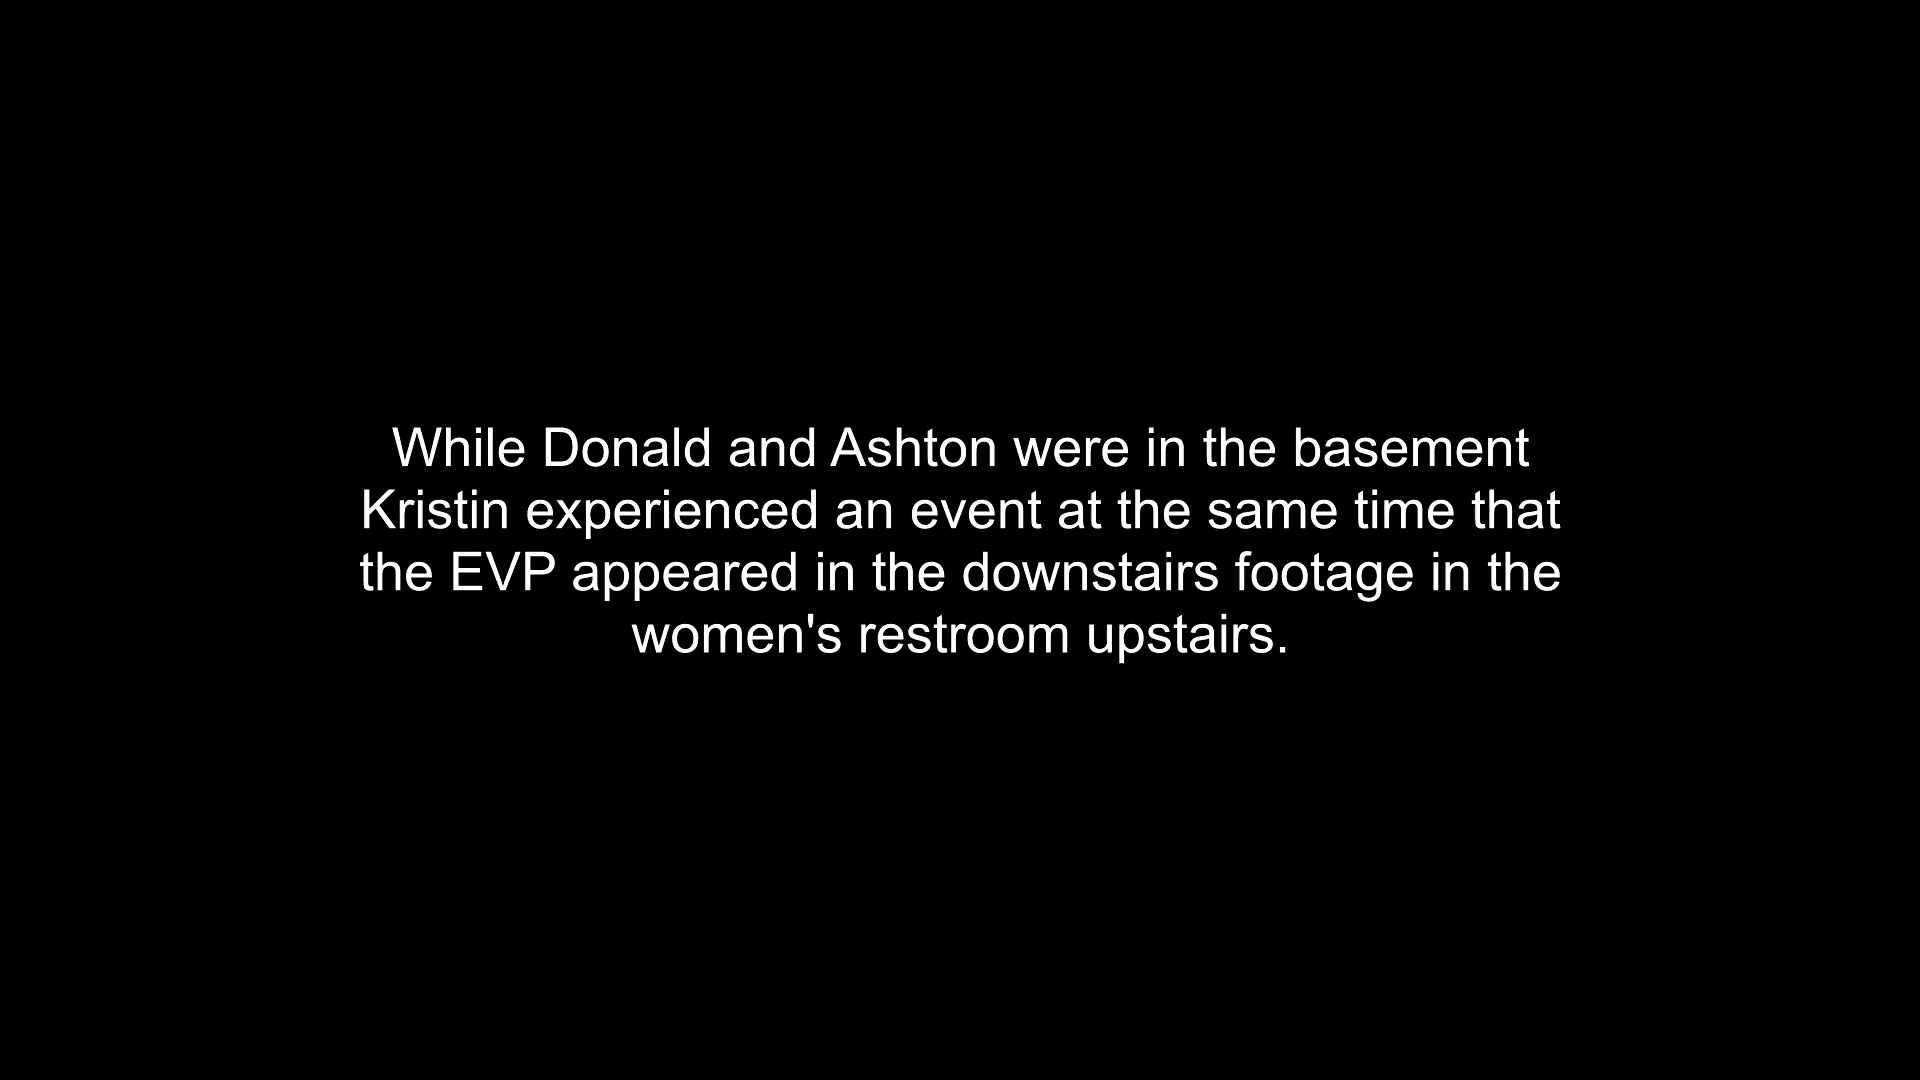 While Donald and Ashton were in the basement
Kristin experienced an event at the same time that
the EVP appeared in the downstairs footage in the
women's restroom upstairs.